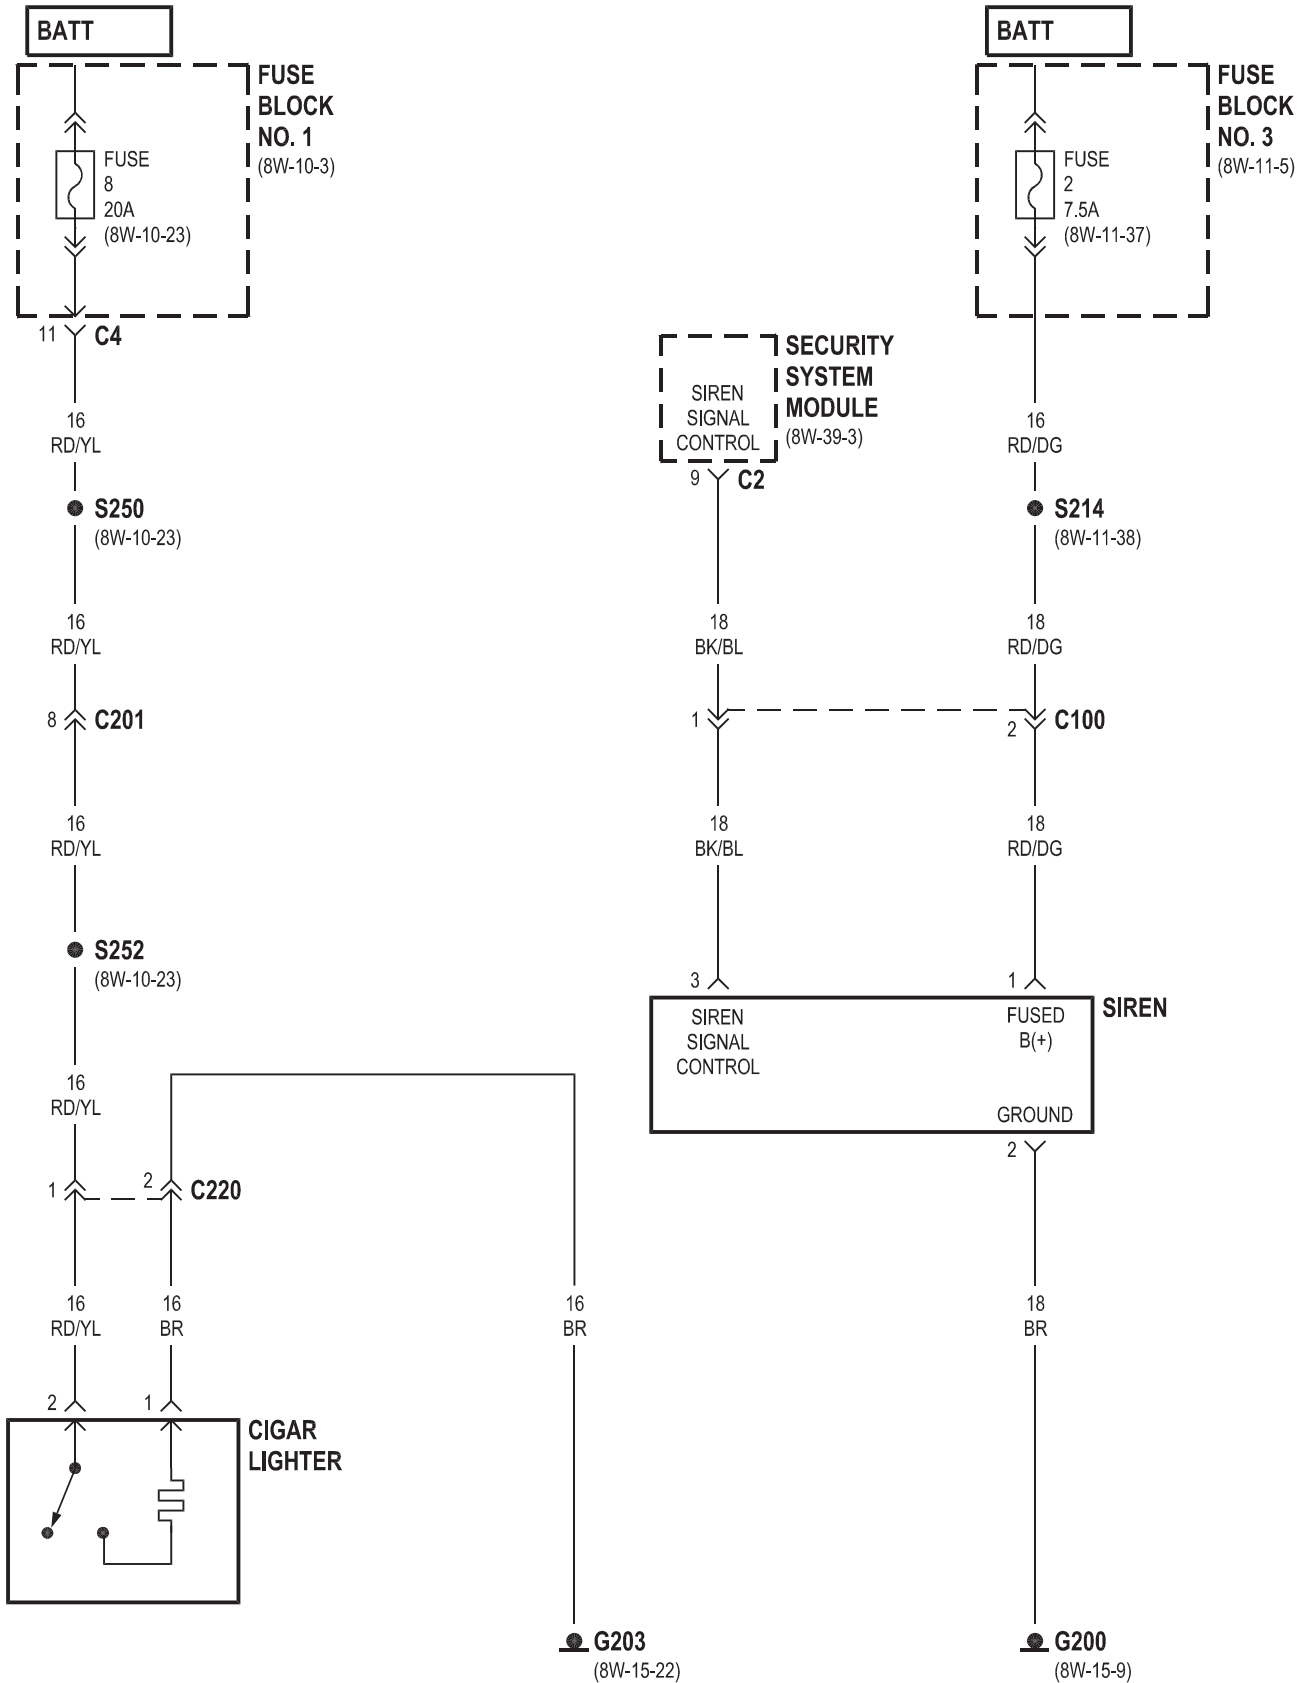 BATT
FUSE
BLOCK
NO. 1
(8W-10-3)
FUSE
8
20A
(8W-10-23)
11
C4
16
RD/YL
S250
(8W-10-23)
16
RD/YL
8
C201
16
RD/YL
S252
(8W-10-23)
16
RD/YL
1
2
C220
16
RD/YL
16
BR
2
1
CIGAR
LIGHTER
16
BR
G203
(8W-15-22)
BATT
FUSE
BLOCK
NO. 3
(8W-11-5)
FUSE
2
7.5A
(8W-11-37)
SECURITY
SYSTEM
MODULE
(8W-39-3)
SIREN
SIGNAL
CONTROL
9
C2
16
RD/DG
S214
(8W-11-38)
18
BK/BL
18
RD/DG
1
2
C100
18
BK/BL
18
RD/DG
3
1
SIREN
SIREN
SIGNAL
CONTROL
FUSED
B(+)
GROUND
2
18
BR
G200
(8W-15-9)